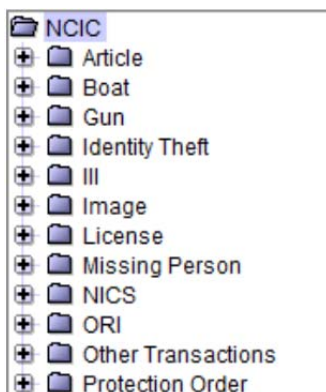 NCIC
Article
Boat
Gun
Identity Theft
III
Image
License
Missing Person
NICS
ORI
Other Transactions
Protection Order